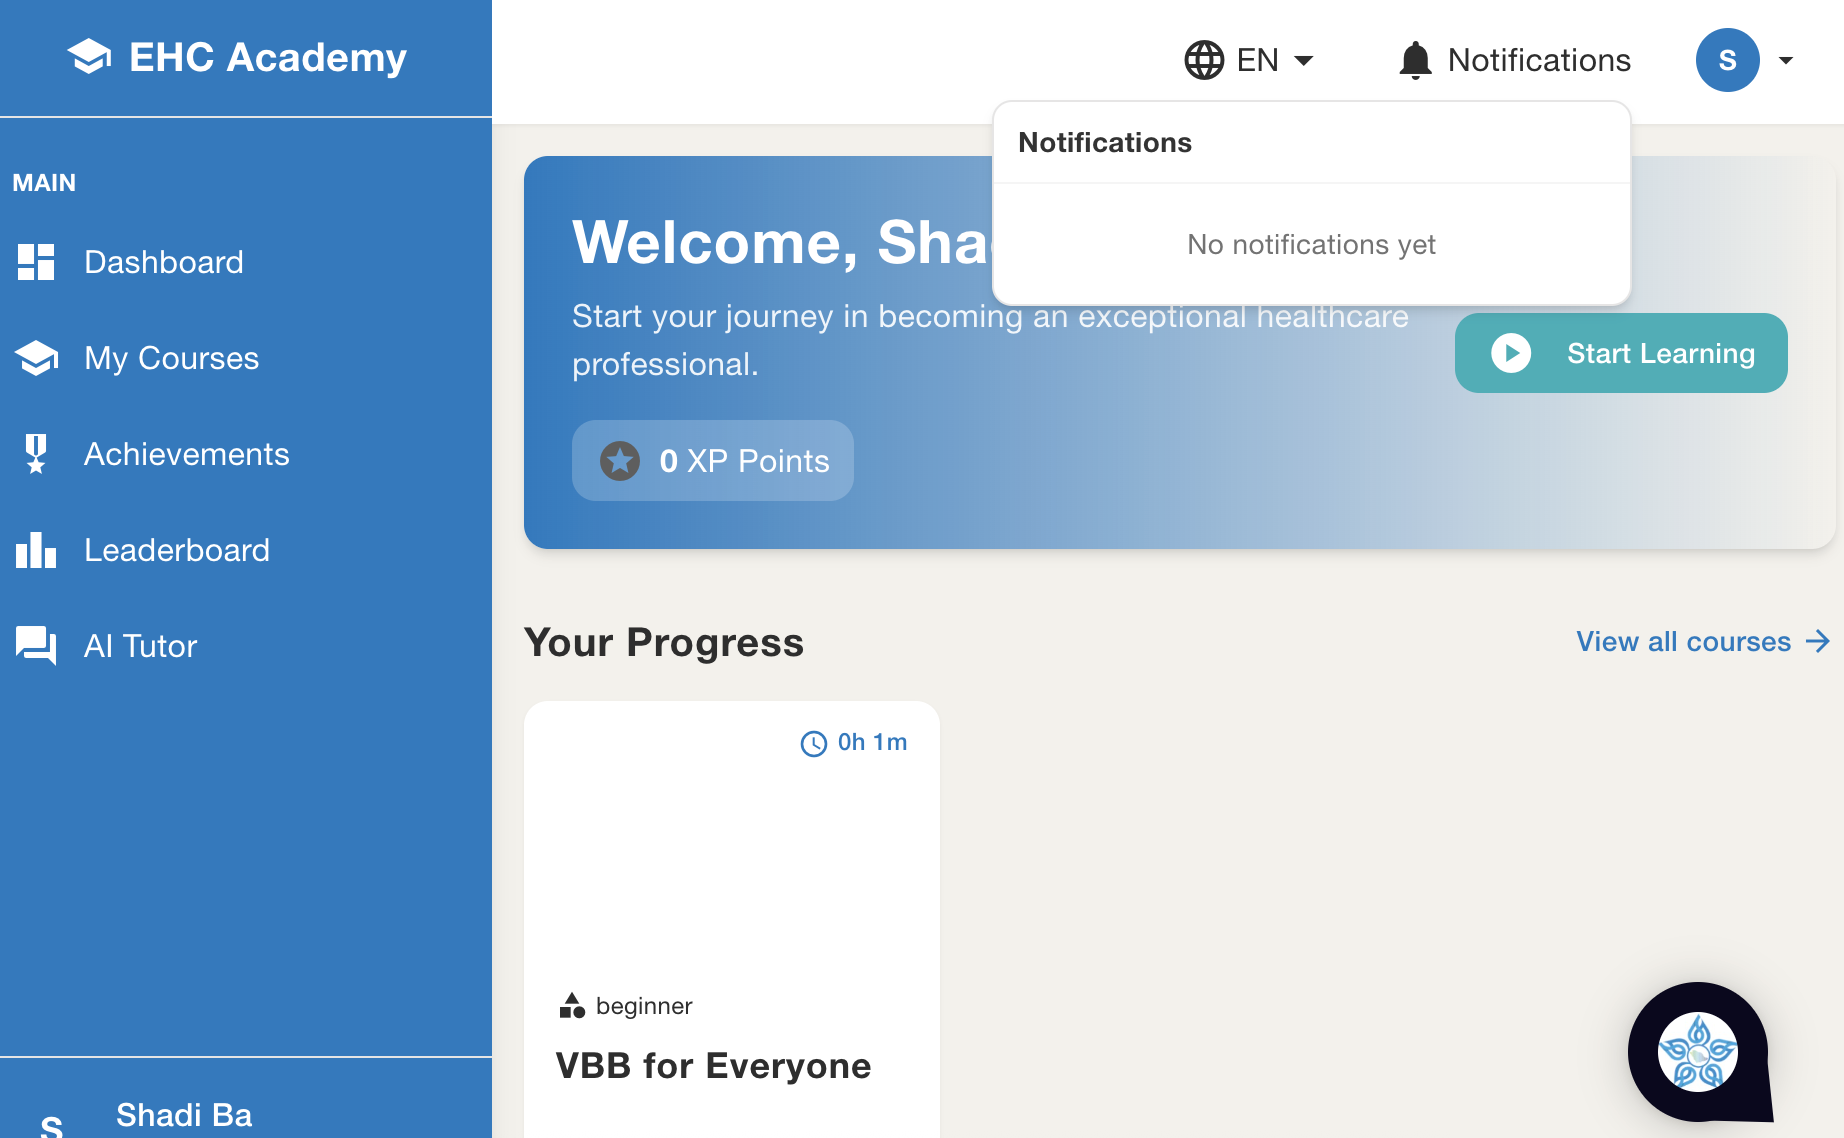 EHC Academy
MAIN
Dashboard
My Courses
Achievements
Leaderboard
AI Tutor
S
Shadi Ba
EN
Notifications
S
Notifications
No notifications yet
Welcome, Sha
Start your journey in becoming an exceptional healthcare
professional.
0 XP Points
Start Learning
Your Progress
View all courses
0h 1m
beginner
VBB for Everyone